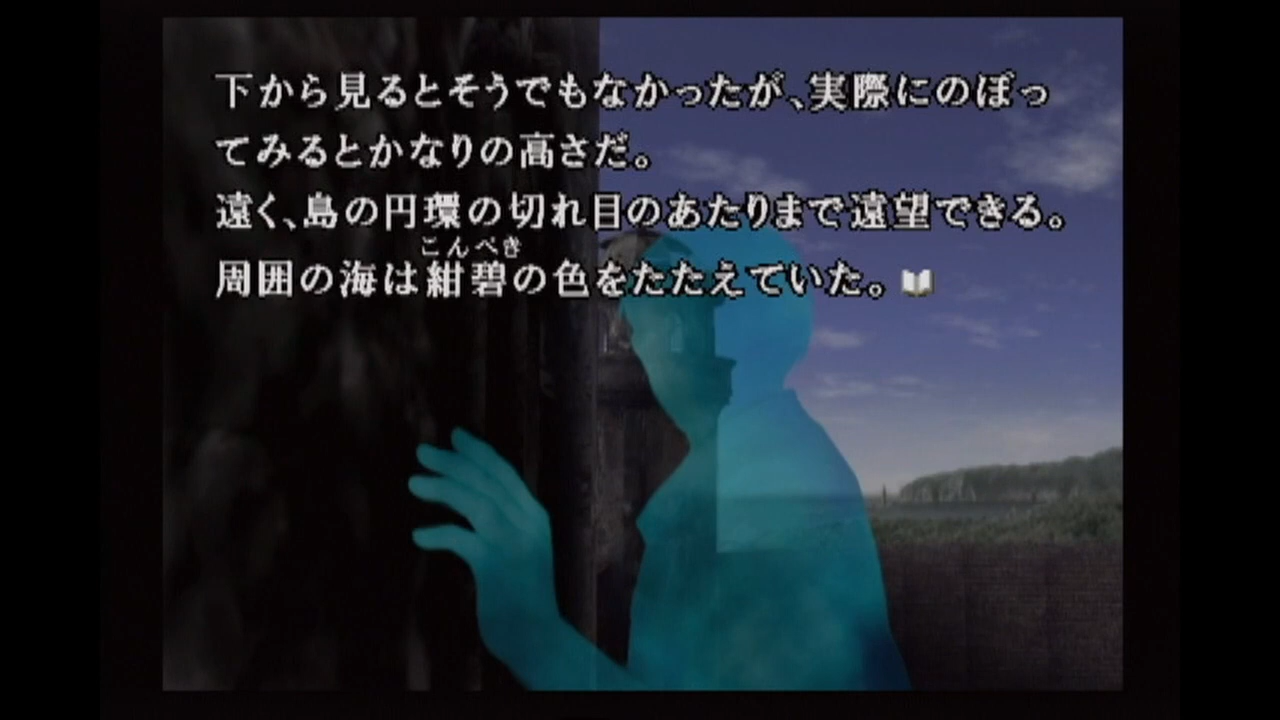 下から見るとそうでもなかったが、実際にのぼっ
てみるとかなりの高さだ。
遠く、島の円環の切れ目のあたりまで遠望できる。
こんぺき
周囲の海は紺碧の色をたたえていた。